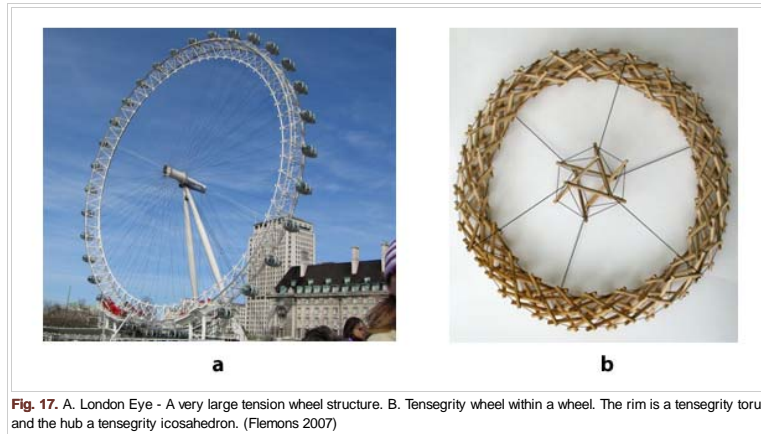 a
b
Fig. 17. A. London Eye - A very large tension wheel structure. B. Tensegrity wheel within a wheel. The rim is a tensegrity toru
and the hub a tensegrity icosahedron. (Flemons 2007)